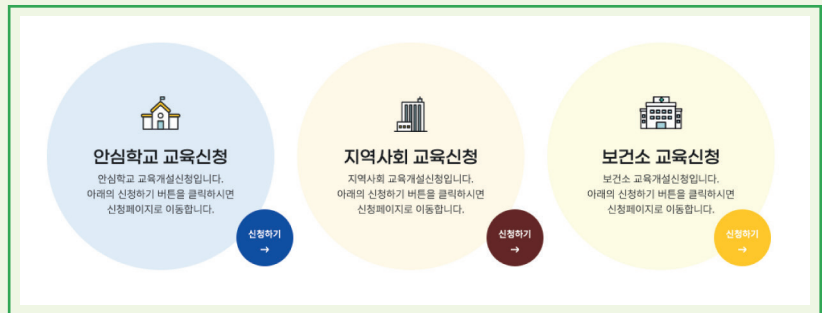 안심학교 교육신청
안심학교 교육개설신청입니다.
아래의 신청하기 버튼을 클릭하시면
신청페이지로 이동합니다.
신청하기
→
지역사회 교육신청
지역사회 교육개설신청입니다.
아래의 신청하기 버튼을 클릭하시면
신청페이지로 이동합니다.
신청하기
→
보건소 교육신청
보건소 교육개설신청입니다.
아래의 신청하기 버튼을 클릭하시면
신청페이지로 이동합니다.
신청하기
→